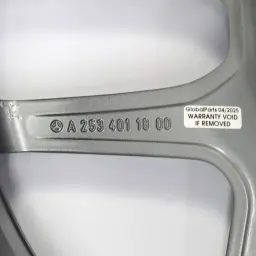 GlobalParts 04/2025
WARRANTY VOID
IF REMOVED
A 253 401 10 00